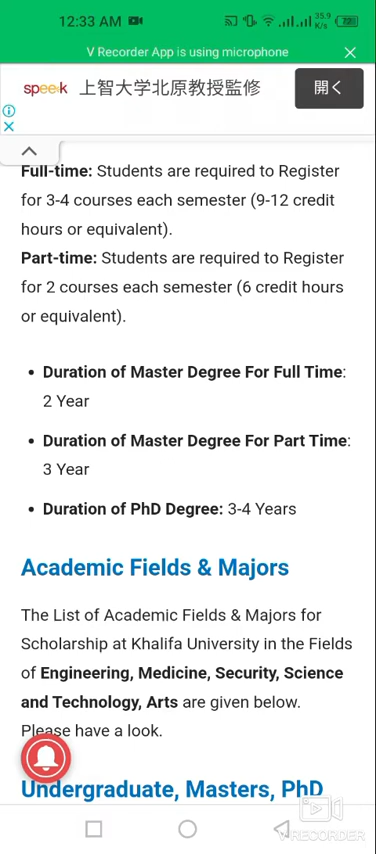 12:33 AM
35.9
K/s
V Recorder App is using microphone
speeek 上智大学北原教授監修 開く
Full-time: Students are required to Register
for 3-4 courses each semester (9-12 credit
hours or equivalent).
Part-time: Students are required to Register
for 2 courses each semester (6 credit hours
or equivalent).
Duration of Master Degree For Full Time:
2 Year
Duration of Master Degree For Part Time:
3 Year
Duration of PhD Degree: 3-4 Years
Academic Fields & Majors
The List of Academic Fields & Majors for
Scholarship at Khalifa University in the Fields
of Engineering, Medicine, Security, Science
and Technology, Arts are given below.
Please have a look.
Undergraduate, Masters, PhD
V RECORDER